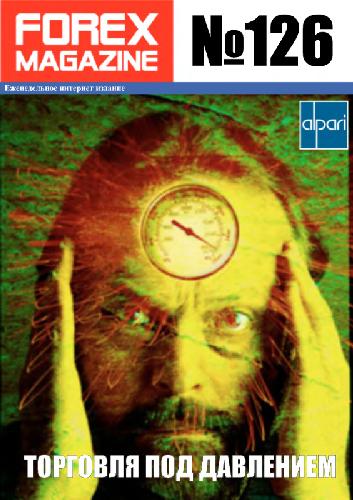 FOREX
MAGAZINE
№126
Еженедельное интернет издание
alpari
ТОРГОВЛЯ ПОД ДАВЛЕНИЕМ